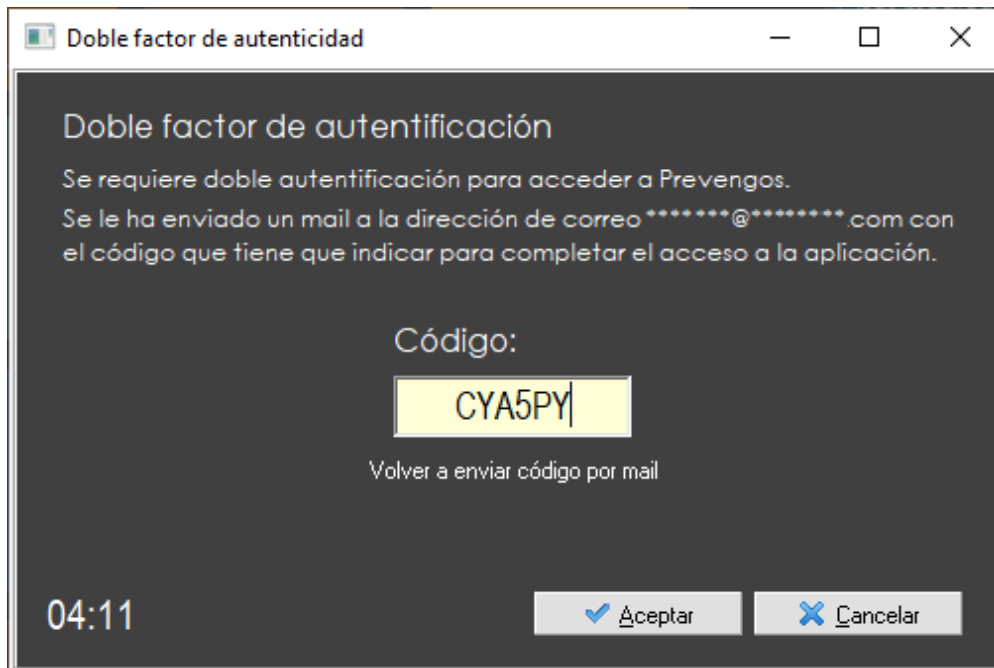 Doble factor de autenticidad
Doble factor de autentificación
Se requiere doble autentificación para acceder a Prevengos.
Se le ha enviado un mail a la dirección de correo *******@********.com con
el código que tiene que indicar para completar el acceso a la aplicación.
Código:
CYA5PY
Volver a enviar código por mail
04:11
Aceptar
Cancelar